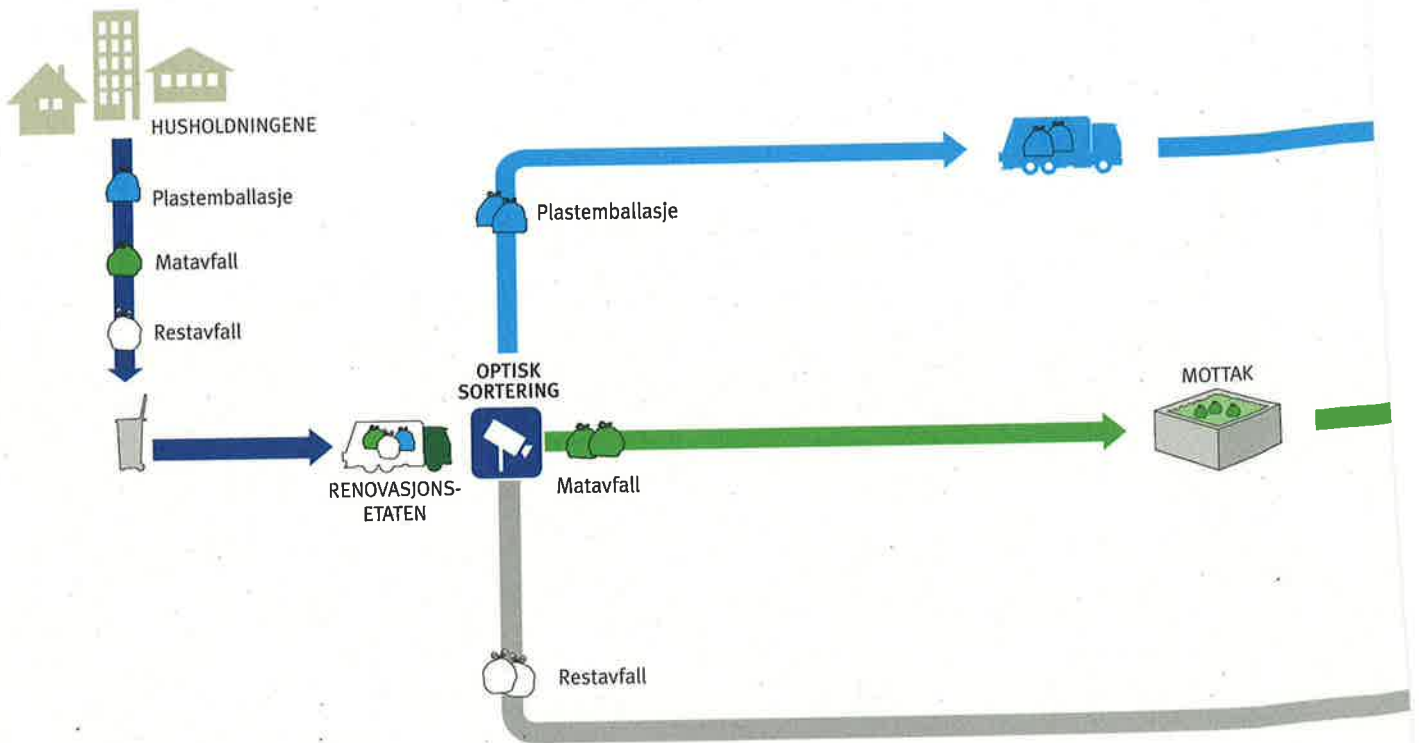 HUSHOLDNINGENE
Plastemballasje
Matavfall
Restavfall
RENOVASJONS-
ETATEN
OPTISK
SORTERING
Plastemballasje
Matavfall
Restavfall
MOTTAK